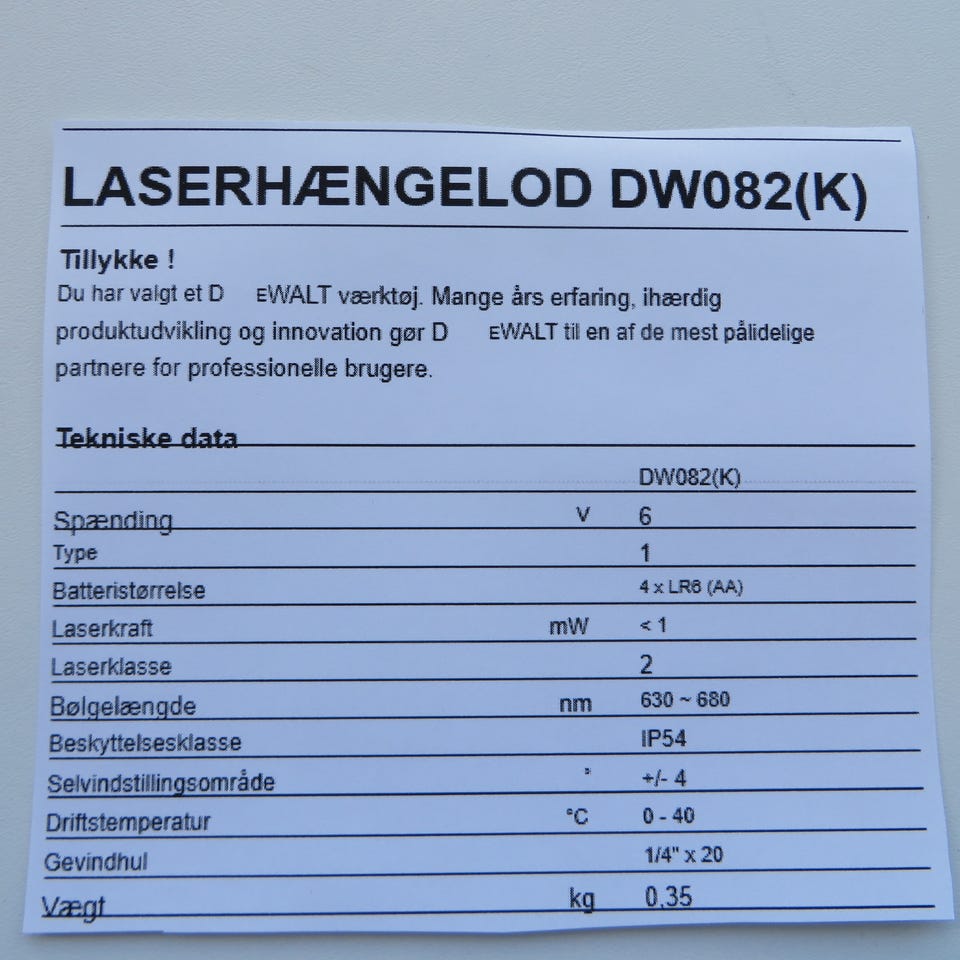 LASERHÆNGELOD DW082(K)
Tillykke !
Du har valgt et D EWALT værktøj. Mange års erfaring, ihærdig
produktudvikling og innovation gør D EWALT til en af de mest pålidelige
partnere for professionelle brugere.
Tekniske data
DW082(K)
Spænding V 6
Type 1
Batteristørrelse 4 x LR6 (AA)
Laserkraft mW < 1
Laserklasse 2
Bølgelængde nm 630 ~ 680
Beskyttelsesklasse IP54
Selvindstillingsområde ° +/- 4
Driftstemperatur °C 0 - 40
Gevindhul 1/4" x 20
Vægt kg 0,35